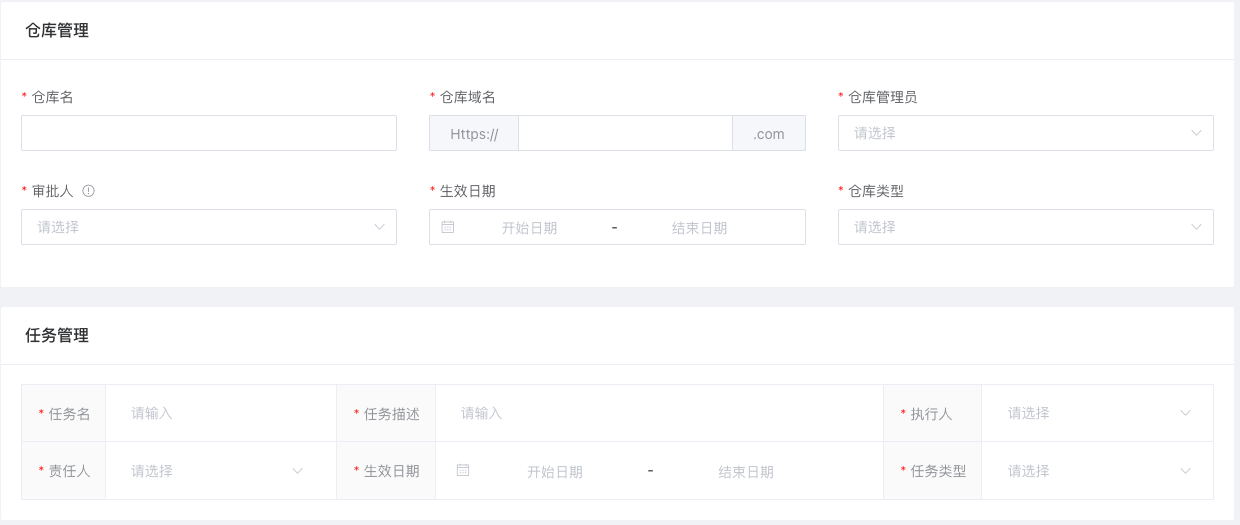 仓库管理
* 仓库名
* 仓库域名
* 仓库管理员
Https://
.com
请选择
* 审批人
* 生效日期
* 仓库类型
请选择
开始日期 - 结束日期
请选择
任务管理
* 任务名 请输入 * 任务描述 请输入 * 执行人 请选择
* 责任人 请选择 * 生效日期 开始日期 - 结束日期 * 任务类型 请选择